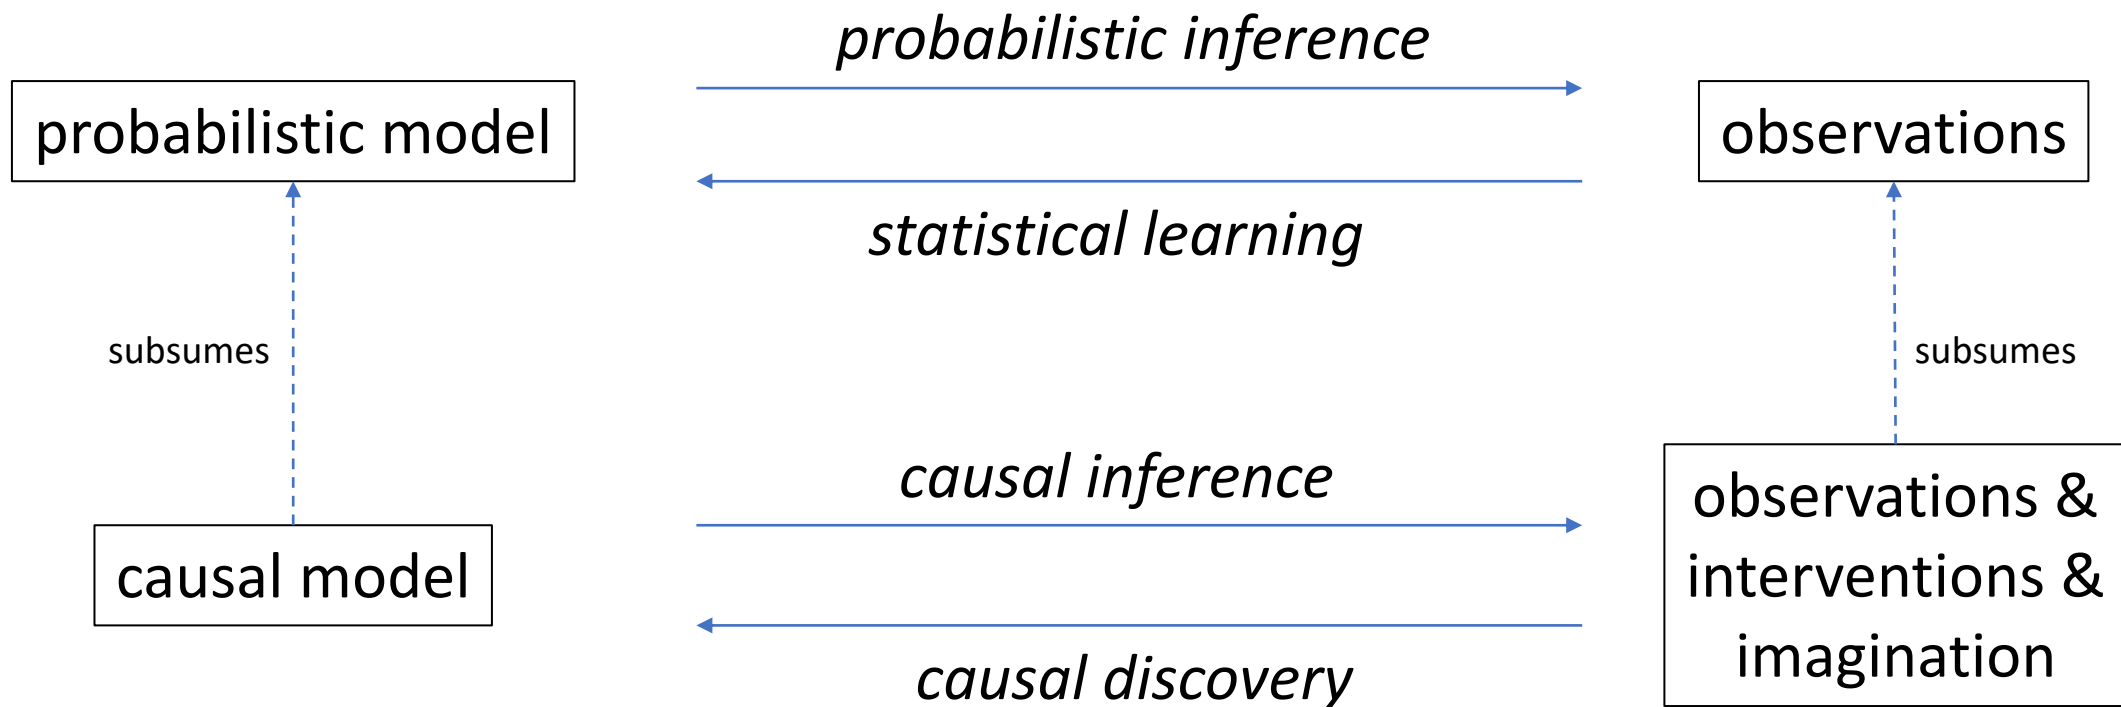 probabilistic inference
probabilistic model
observations
statistical learning
subsumes
subsumes
causal inference
causal model
observations &
interventions &
imagination
causal discovery